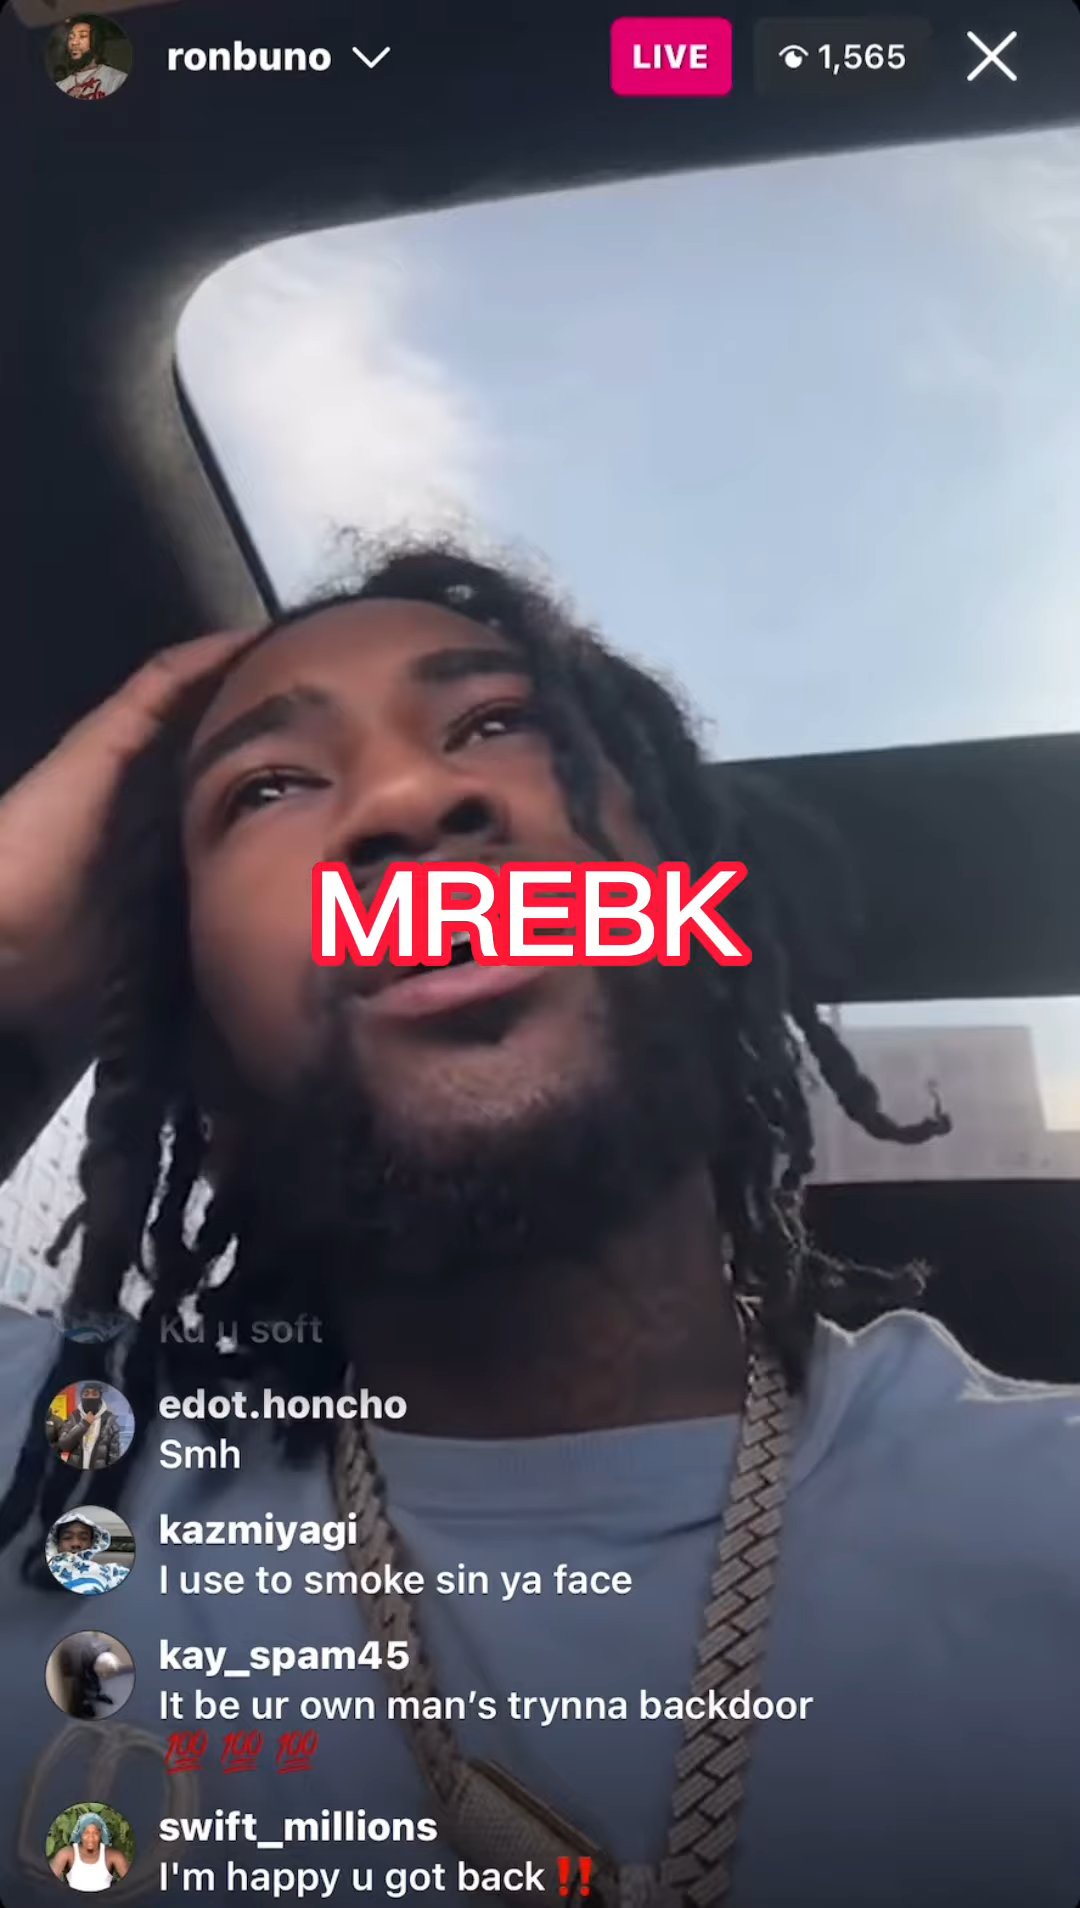 ronbuno
LIVE
1,565
MREBK
u soft
edot.honcho
Smh
kazmiyagi
I use to smoke sin ya face
kay_spam45
It be ur own man’s trynna backdoor
💯 💯 💯
swift_millions
I'm happy u got back ‼️